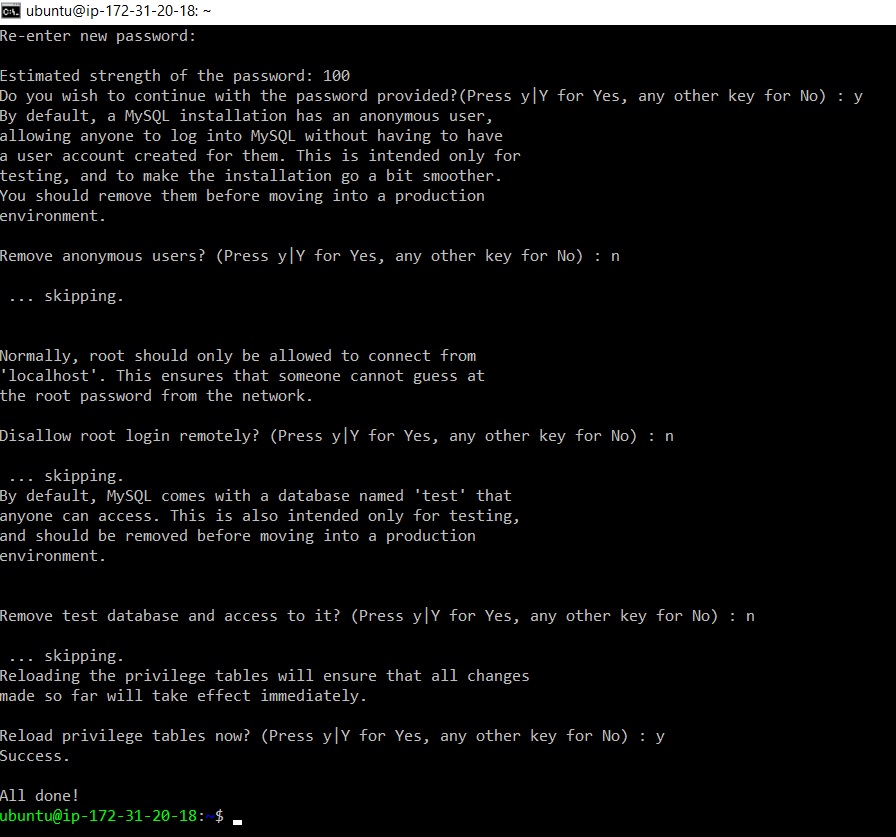 ubuntu@ip-172-31-20-18: ~
Re-enter new password:
Estimated strength of the password: 100
Do you wish to continue with the password provided?(Press y|Y for Yes, any other key for No) : y
By default, a MySQL installation has an anonymous user,
allowing anyone to log into MySQL without having to have
a user account created for them. This is intended only for
testing, and to make the installation go a bit smoother.
You should remove them before moving into a production
environment.
Remove anonymous users? (Press y|Y for Yes, any other key for No) : n
... skipping.
Normally, root should only be allowed to connect from
'localhost'. This ensures that someone cannot guess at
the root password from the network.
Disallow root login remotely? (Press y|Y for Yes, any other key for No) : n
... skipping.
By default, MySQL comes with a database named 'test' that
anyone can access. This is also intended only for testing,
and should be removed before moving into a production
environment.
Remove test database and access to it? (Press y|Y for Yes, any other key for No) : n
... skipping.
Reloading the privilege tables will ensure that all changes
made so far will take effect immediately.
Reload privilege tables now? (Press y|Y for Yes, any other key for No) : y
Success.
All done!
ubuntu@ip-172-31-20-18:~$